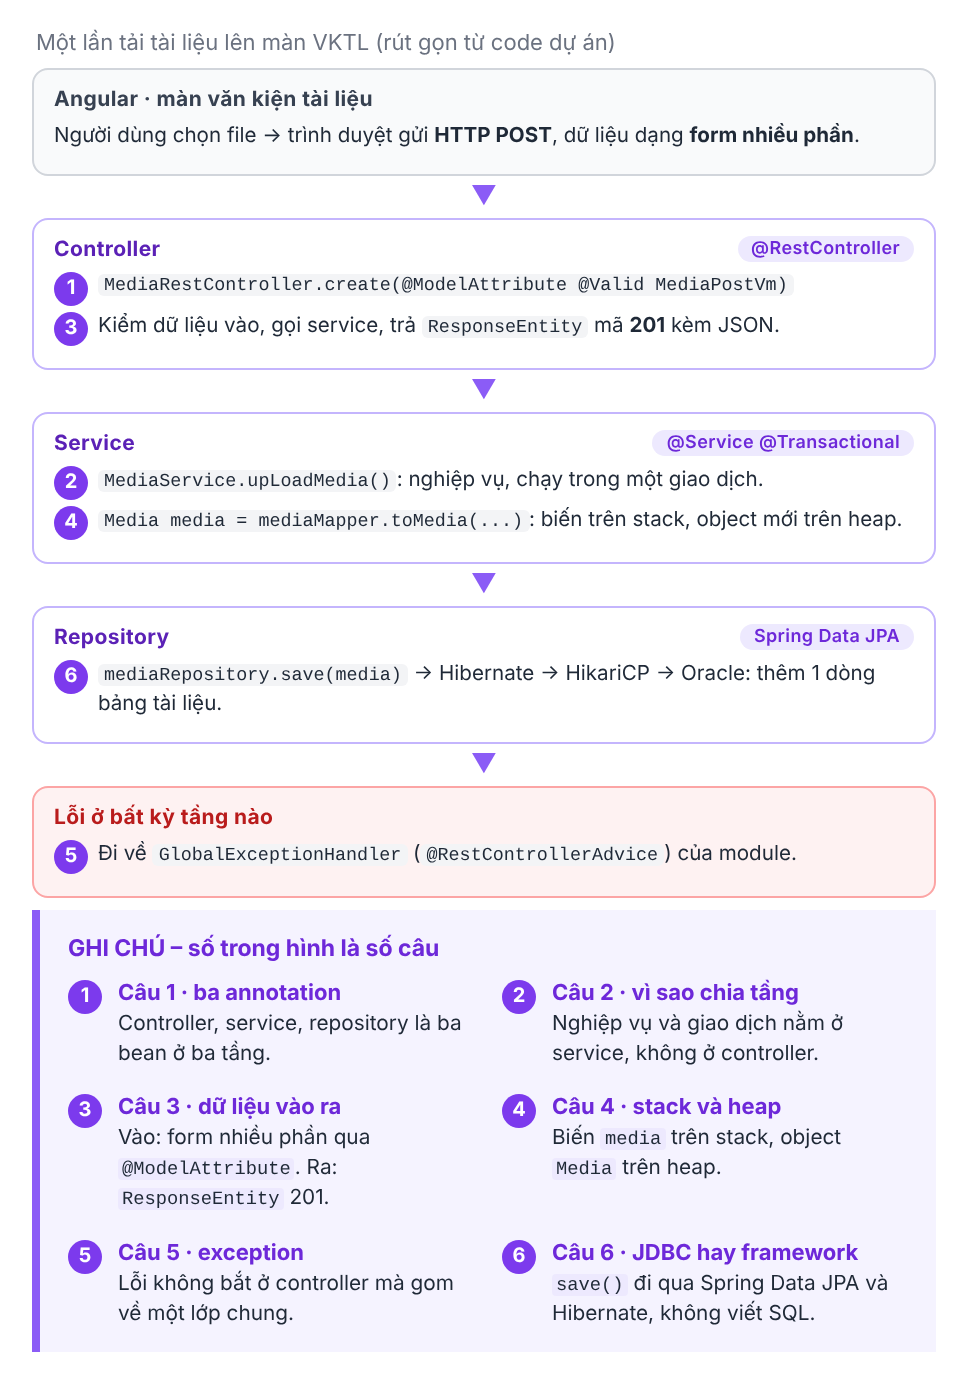 Một lần tải tài liệu lên màn VKTL (rút gọn từ code dự án)
Angular · màn văn kiện tài liệu
Người dùng chọn file → trình duyệt gửi HTTP POST, dữ liệu dạng form nhiều phần.
Controller
@RestController
1 MediaRestController.create(@ModelAttribute @Valid MediaPostVm)
3 Kiểm dữ liệu vào, gọi service, trả ResponseEntity mã 201 kèm JSON.
Service
@Service @Transactional
2 MediaService.upLoadMedia(): nghiệp vụ, chạy trong một giao dịch.
4 Media media = mediaMapper.toMedia(...): biến trên stack, object mới trên heap.
Repository
Spring Data JPA
6 mediaRepository.save(media) → Hibernate → HikariCP → Oracle: thêm 1 dòng
bảng tài liệu.
Lỗi ở bất kỳ tầng nào
5 Đi về GlobalExceptionHandler (@RestControllerAdvice) của module.
GHI CHÚ – số trong hình là số câu
1 Câu 1 · ba annotation
Controller, service, repository là ba
bean ở ba tầng.
2 Câu 2 · vì sao chia tầng
Nghiệp vụ và giao dịch nằm ở
service, không ở controller.
3 Câu 3 · dữ liệu vào ra
Vào: form nhiều phần qua
@ModelAttribute. Ra:
ResponseEntity 201.
4 Câu 4 · stack và heap
Biến media trên stack, object
Media trên heap.
5 Câu 5 · exception
Lỗi không bắt ở controller mà gom
về một lớp chung.
6 Câu 6 · JDBC hay framework
save() đi qua Spring Data JPA và
Hibernate, không viết SQL.